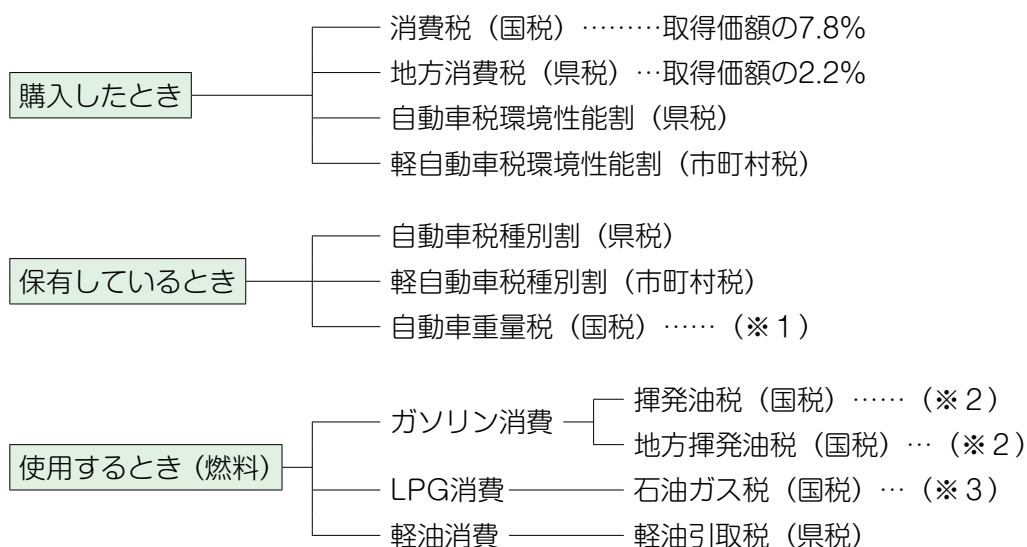 購入したとき
消費税（国税）………取得価額の7.8%
地方消費税（県税）…取得価額の2.2%
自動車税環境性能割（県税）
軽自動車税環境性能割（市町村税）
保有しているとき
自動車税種別割（県税）
軽自動車税種別割（市町村税）
自動車重量税（国税）……（※１）
使用するとき（燃料）
ガソリン消費
揮発油税（国税）……（※２）
地方揮発油税（国税）…（※２）
LPG消費
石油ガス税（国税）…（※３）
軽油消費
軽油引取税（県税）